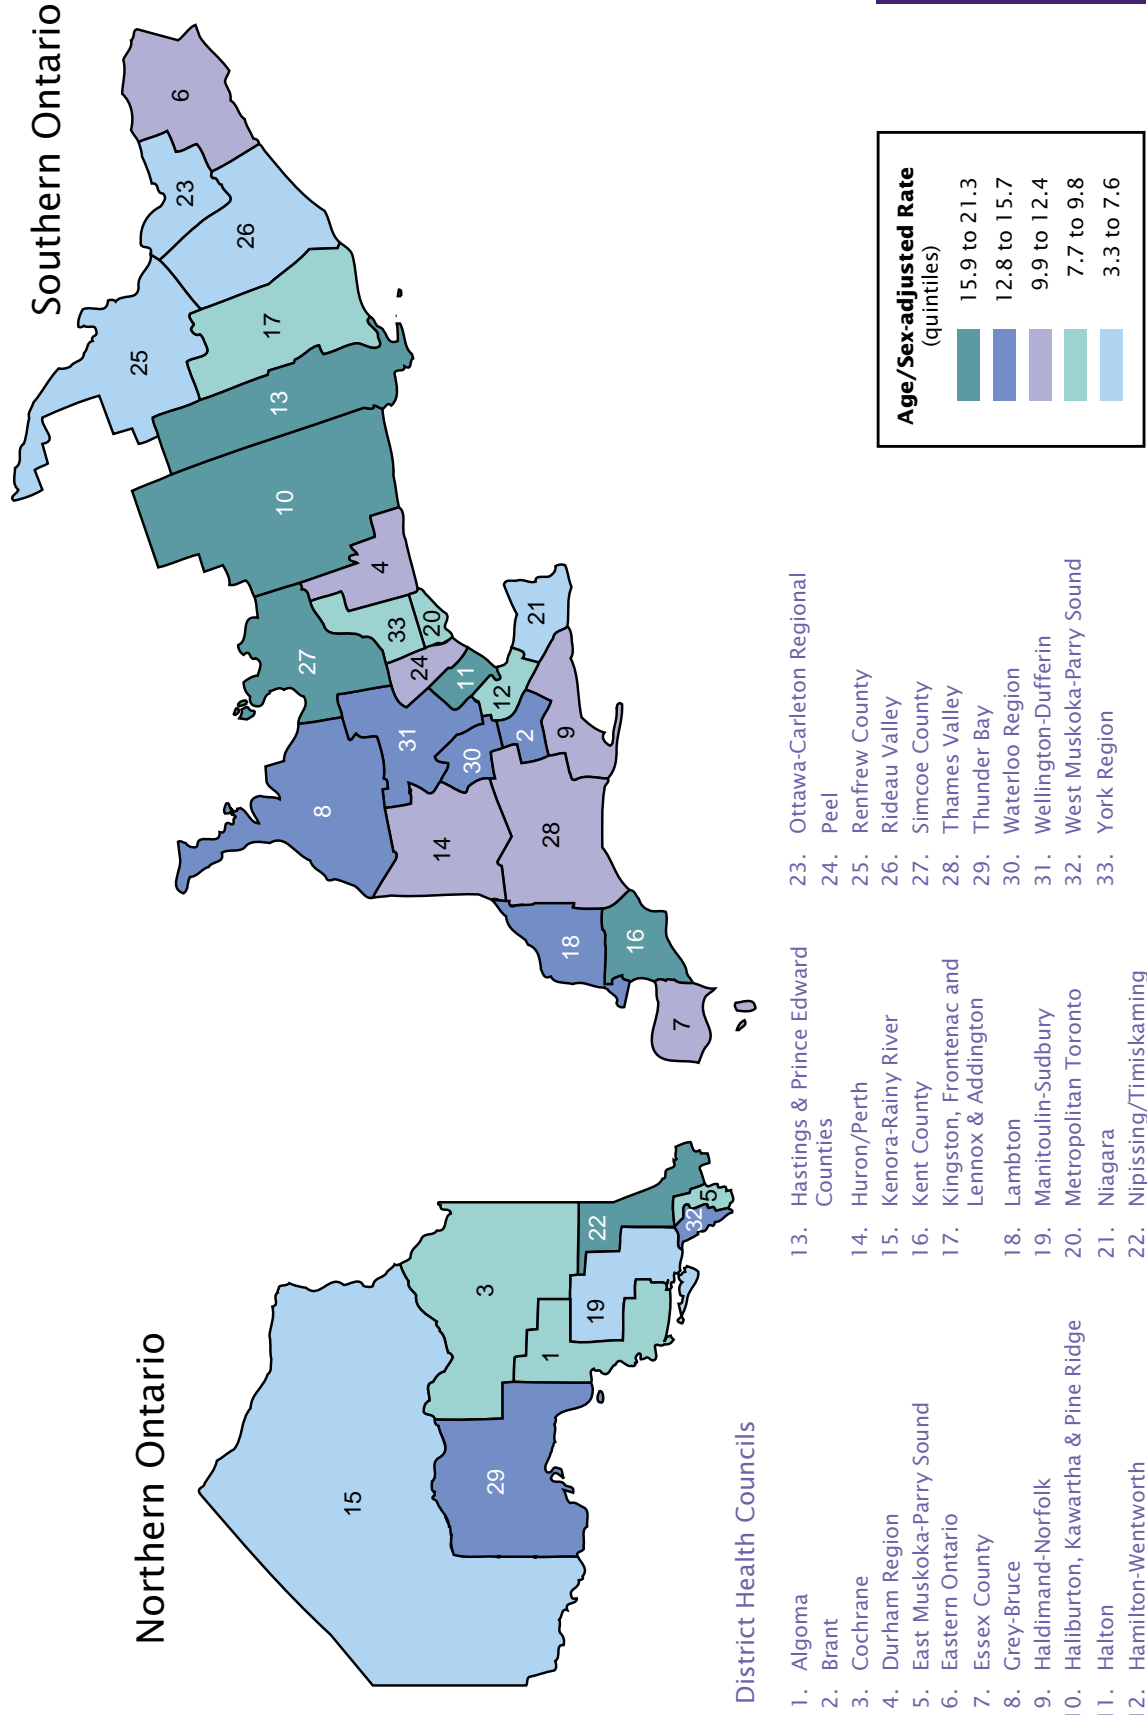 Northern Ontario
Southern Ontario
15
29
3
1
19
22
32
5
6
23
26
25
17
13
10
4
27
33
20
24
11
12
21
31
30
2
9
8
14
28
18
16
7
District Health Councils
1. Algoma
2. Brant
3. Cochrane
4. Durham Region
5. East Muskoka-Parry Sound
6. Eastern Ontario
7. Essex County
8. Grey-Bruce
9. Haldimand-Norfolk
10. Haliburton, Kawartha & Pine Ridge
11. Halton
12. Hamilton-Wentworth
13. Hastings & Prince Edward
Counties
14. Huron/Perth
15. Kenora-Rainy River
16. Kent County
17. Kingston, Frontenac and
Lennox & Addington
18. Lambton
19. Manitoulin-Sudbury
20. Metropolitan Toronto
21. Niagara
22. Nipissing/Timiskaming
23. Ottawa-Carleton Regional
24. Peel
25. Renfrew County
26. Rideau Valley
27. Simcoe County
28. Thames Valley
29. Thunder Bay
30. Waterloo Region
31. Wellington-Dufferin
32. West Muskoka-Parry Sound
33. York Region
Age/Sex-adjusted Rate
(quintiles)
15.9 to 21.3
12.8 to 15.7
9.9 to 12.4
7.7 to 9.8
3.3 to 7.6